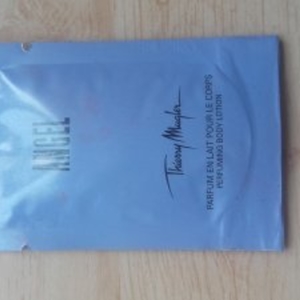 ANGEL
Thierry Mugler
PARFUM EN LAIT POUR LE CORPS
PERFUMING BODY LOTION